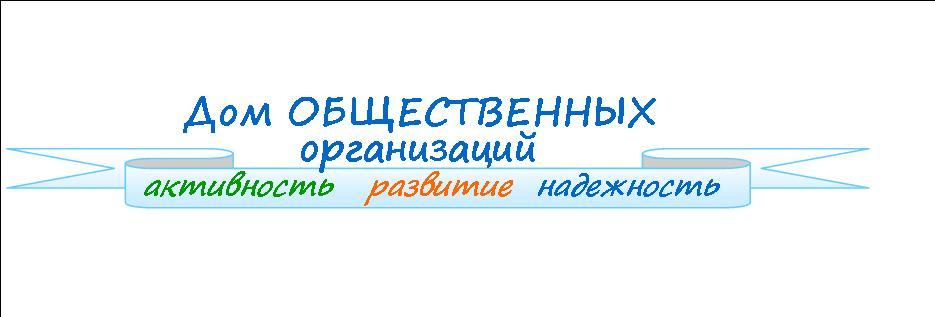 Дом ОБЩЕСТВЕННЫХ
организаций
активность развитие надежность